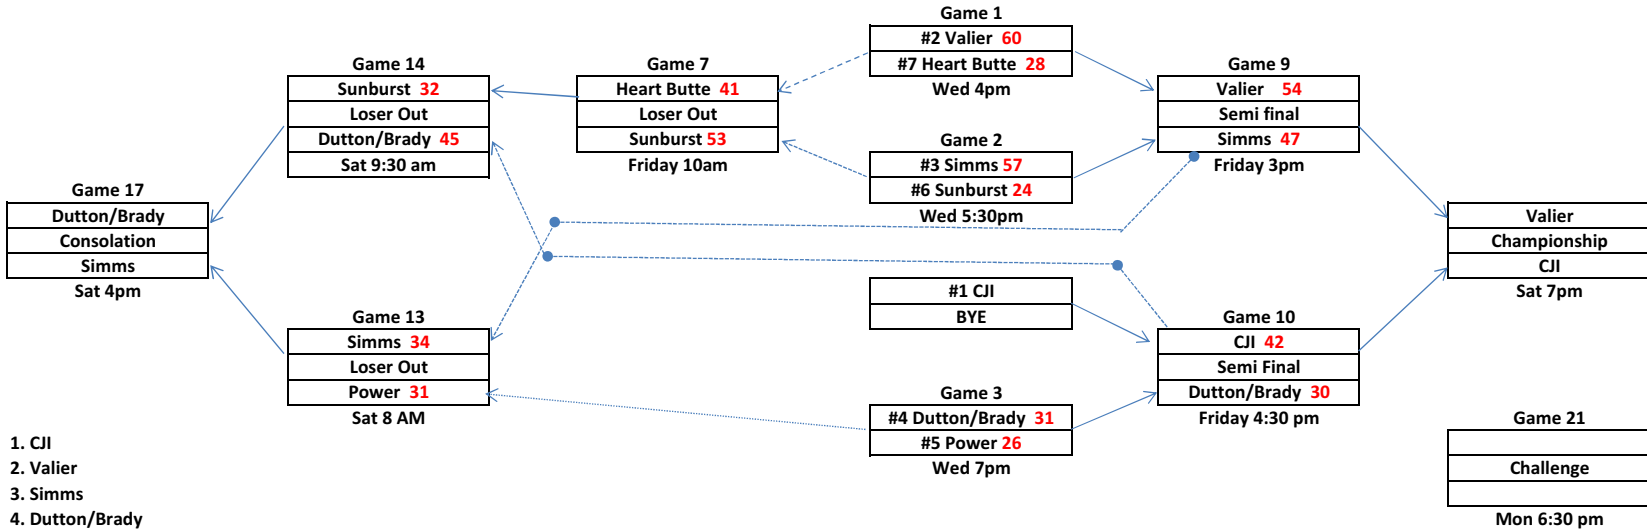 Game 1
#2 Valier 60
#7 Heart Butte 28
Wed 4pm
Game 14
Sunburst 32
Loser Out
Dutton/Brady 45
Sat 9:30 am
Game 7
Heart Butte 41
Loser Out
Sunburst 53
Friday 10am
Game 9
Valier 54
Semi final
Simms 47
Friday 3pm
Game 2
#3 Simms 57
#6 Sunburst 24
Wed 5:30pm
Game 17
Dutton/Brady
Consolation
Simms
Sat 4pm
Valier
Championship
CJI
Sat 7pm
#1 CJI
BYE
Game 13
Simms 34
Loser Out
Power 31
Sat 8 AM
Game 10
CJI 42
Semi Final
Dutton/Brady 30
Friday 4:30 pm
Game 3
#4 Dutton/Brady 31
#5 Power 26
Wed 7pm
Game 21
Challenge
Mon 6:30 pm
1. CJI
2. Valier
3. Simms
4. Dutton/Brady